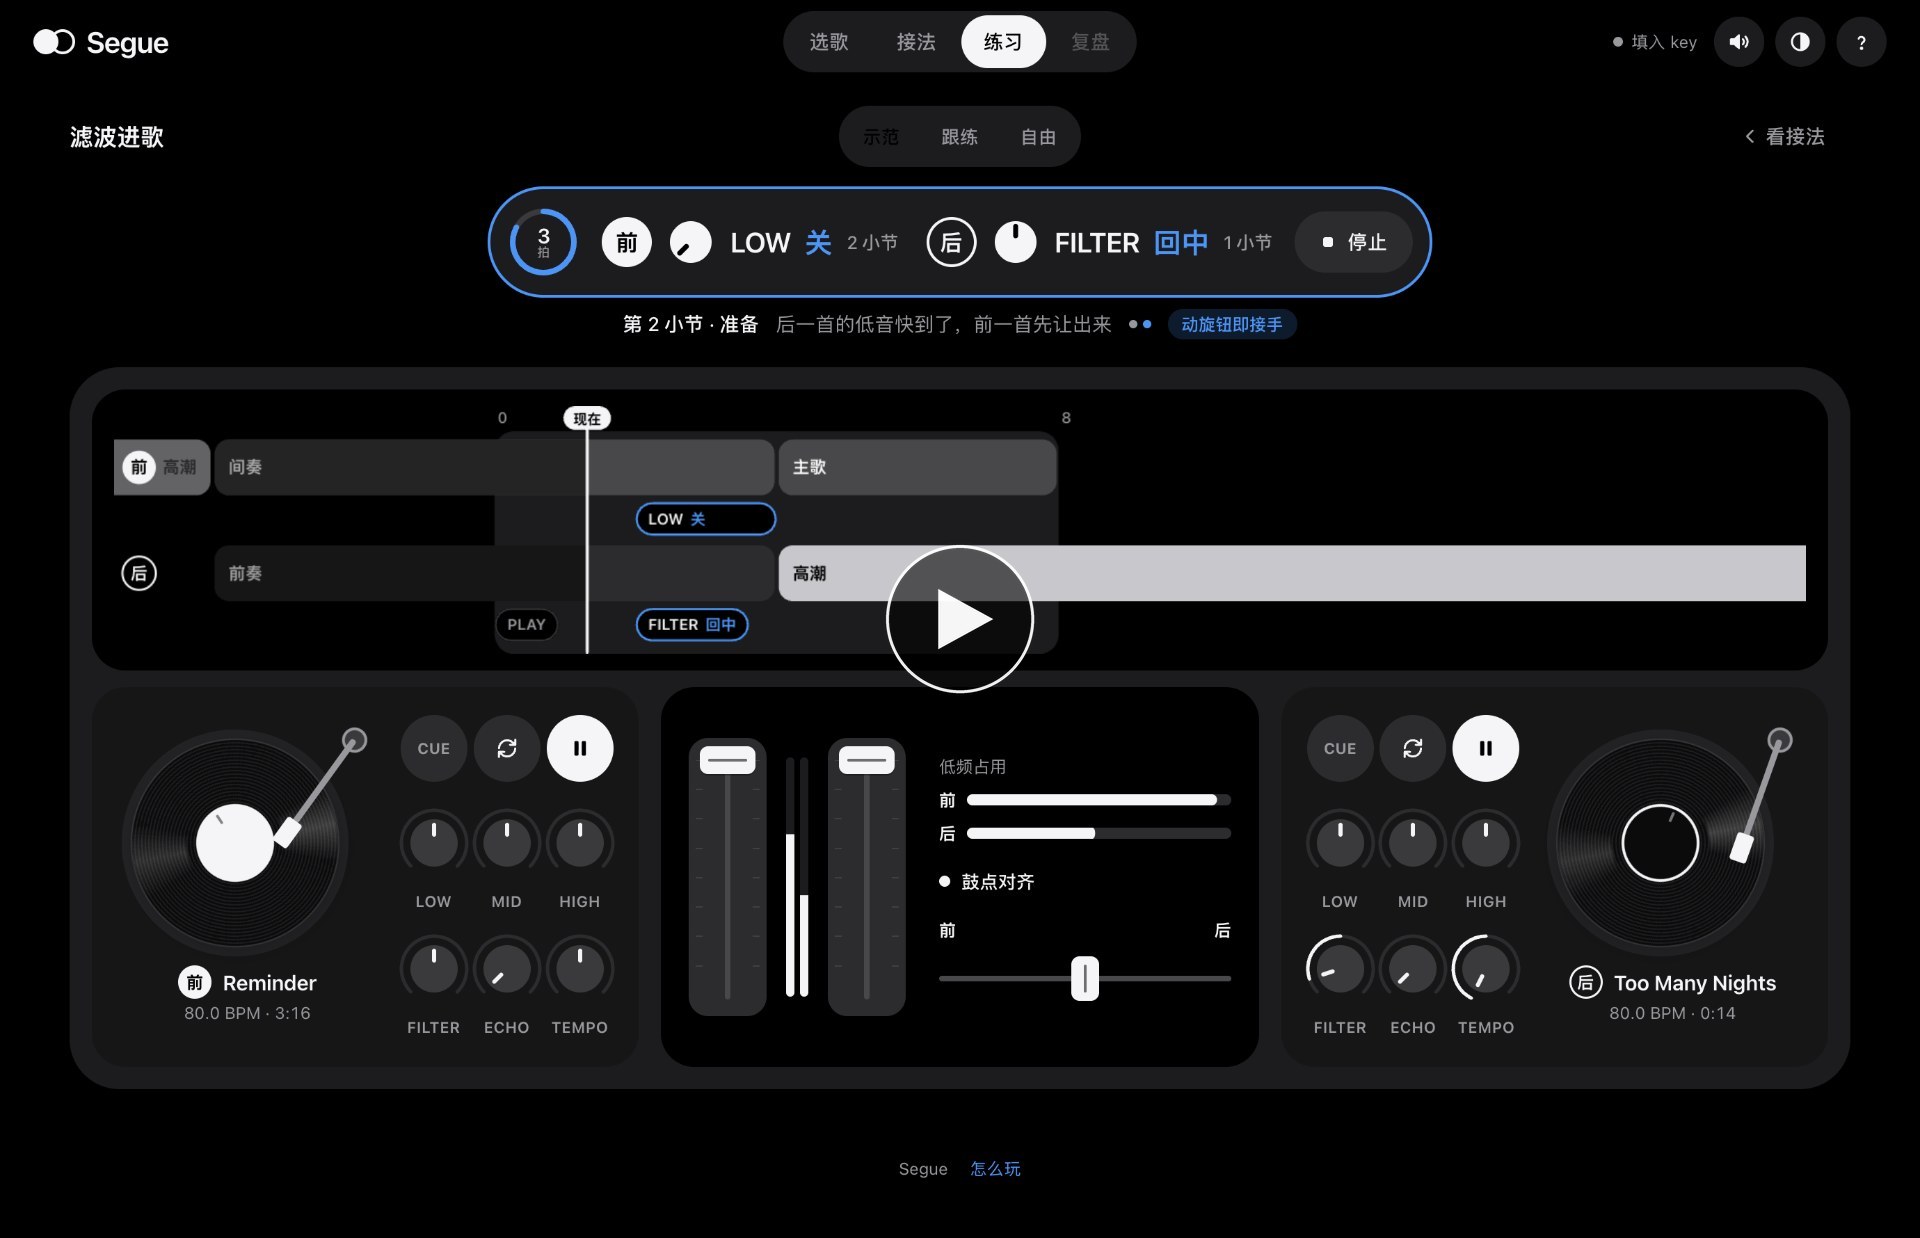 Segue
选歌 接法 练习 复盘
填入 key
?
滤波进歌
示范 跟练 自由
看接法
3
拍
前 LOW 关 2 小节 后 FILTER 回中 1 小节 停止
第 2 小节 · 准备 后一首的低音快到了，前一首先让出来 动旋钮即接手
0 现在 8
前 高潮 间奏 主歌
LOW 关
后 前奏 高潮
PLAY FILTER 回中
CUE
LOW MID HIGH
FILTER ECHO TEMPO
前 Reminder
80.0 BPM · 3:16
低频占用
前
后
鼓点对齐
前 后
CUE
LOW MID HIGH
FILTER ECHO TEMPO
后 Too Many Nights
80.0 BPM · 0:14
Segue 怎么玩